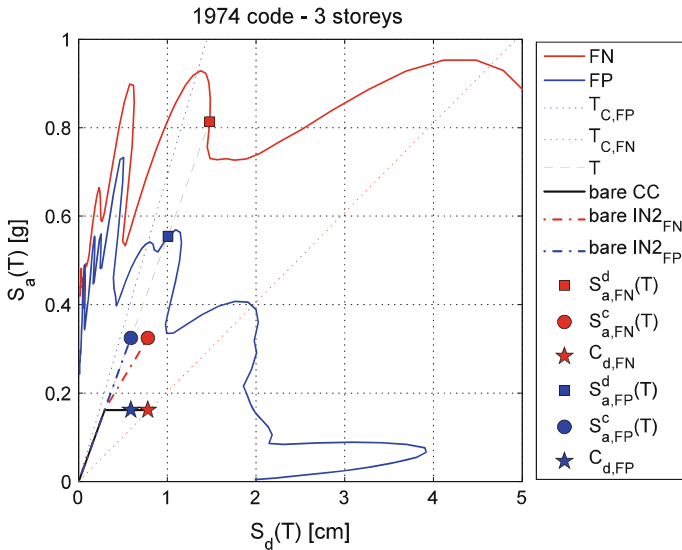 1974 code - 3 storeys
S_a(T) [g]
1
0.8
0.6
0.4
0.2
0
0 1 2 3 4 5
S_d(T) [cm]
FN
FP
T_C,FP
T_C,FN
T
bare CC
bare IN2_FN
bare IN2_FP
S^d_a,FN(T)
S^c_a,FN(T)
C_d,FN
S^d_a,FP(T)
S^c_a,FP(T)
C_d,FP